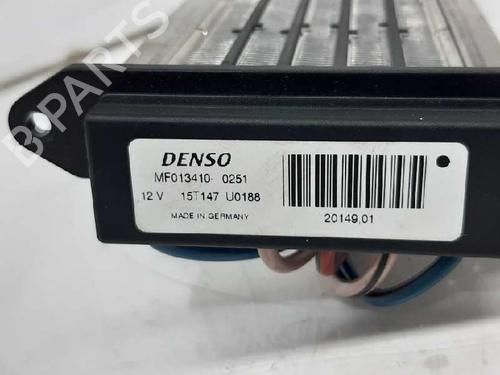 B-PARTS
DENSO
MF013410- 0251
12 V 15T147 U0188
MADE IN GERMANY
20149,01